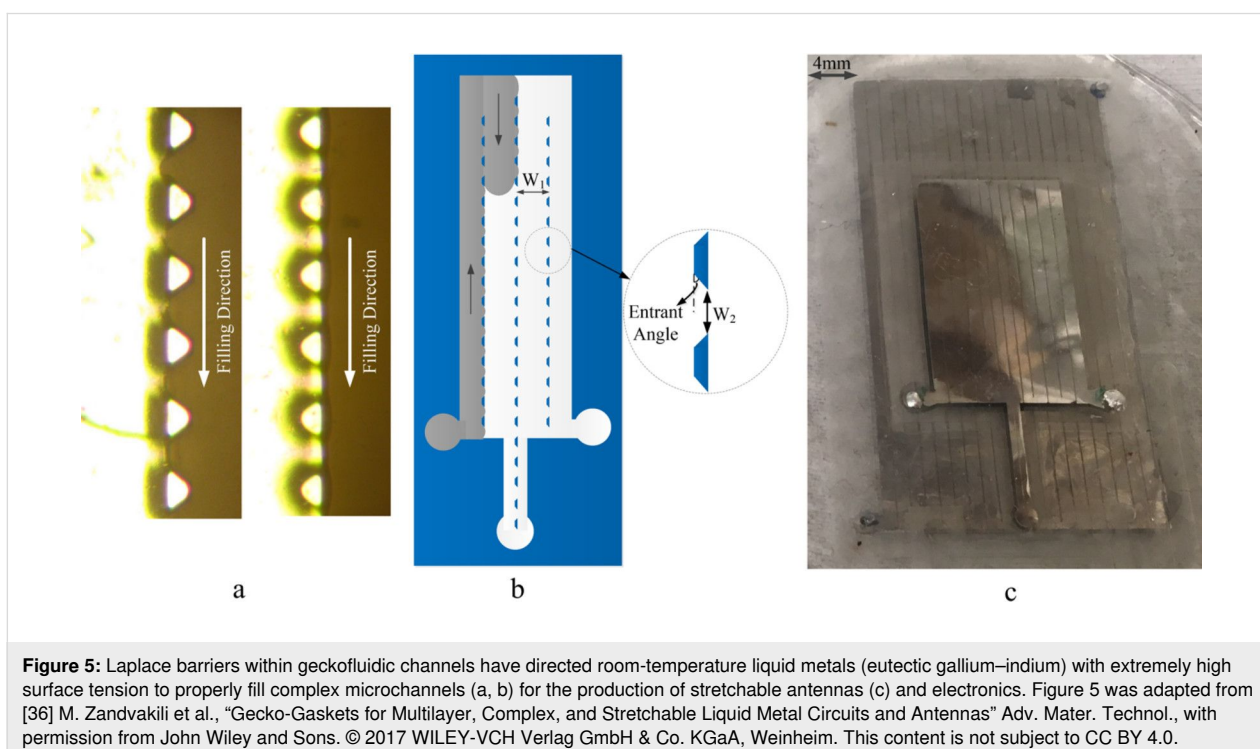 Filling Direction
Filling Direction
a
W1
Entrant
Angle
W2
b
4mm
c
Figure 5: Laplace barriers within geckofluidic channels have directed room-temperature liquid metals (eutectic gallium–indium) with extremely high
surface tension to properly fill complex microchannels (a, b) for the production of stretchable antennas (c) and electronics. Figure 5 was adapted from
[36] M. Zandvakili et al., “Gecko-Gaskets for Multilayer, Complex, and Stretchable Liquid Metal Circuits and Antennas” Adv. Mater. Technol., with
permission from John Wiley and Sons. © 2017 WILEY-VCH Verlag GmbH & Co. KGaA, Weinheim. This content is not subject to CC BY 4.0.